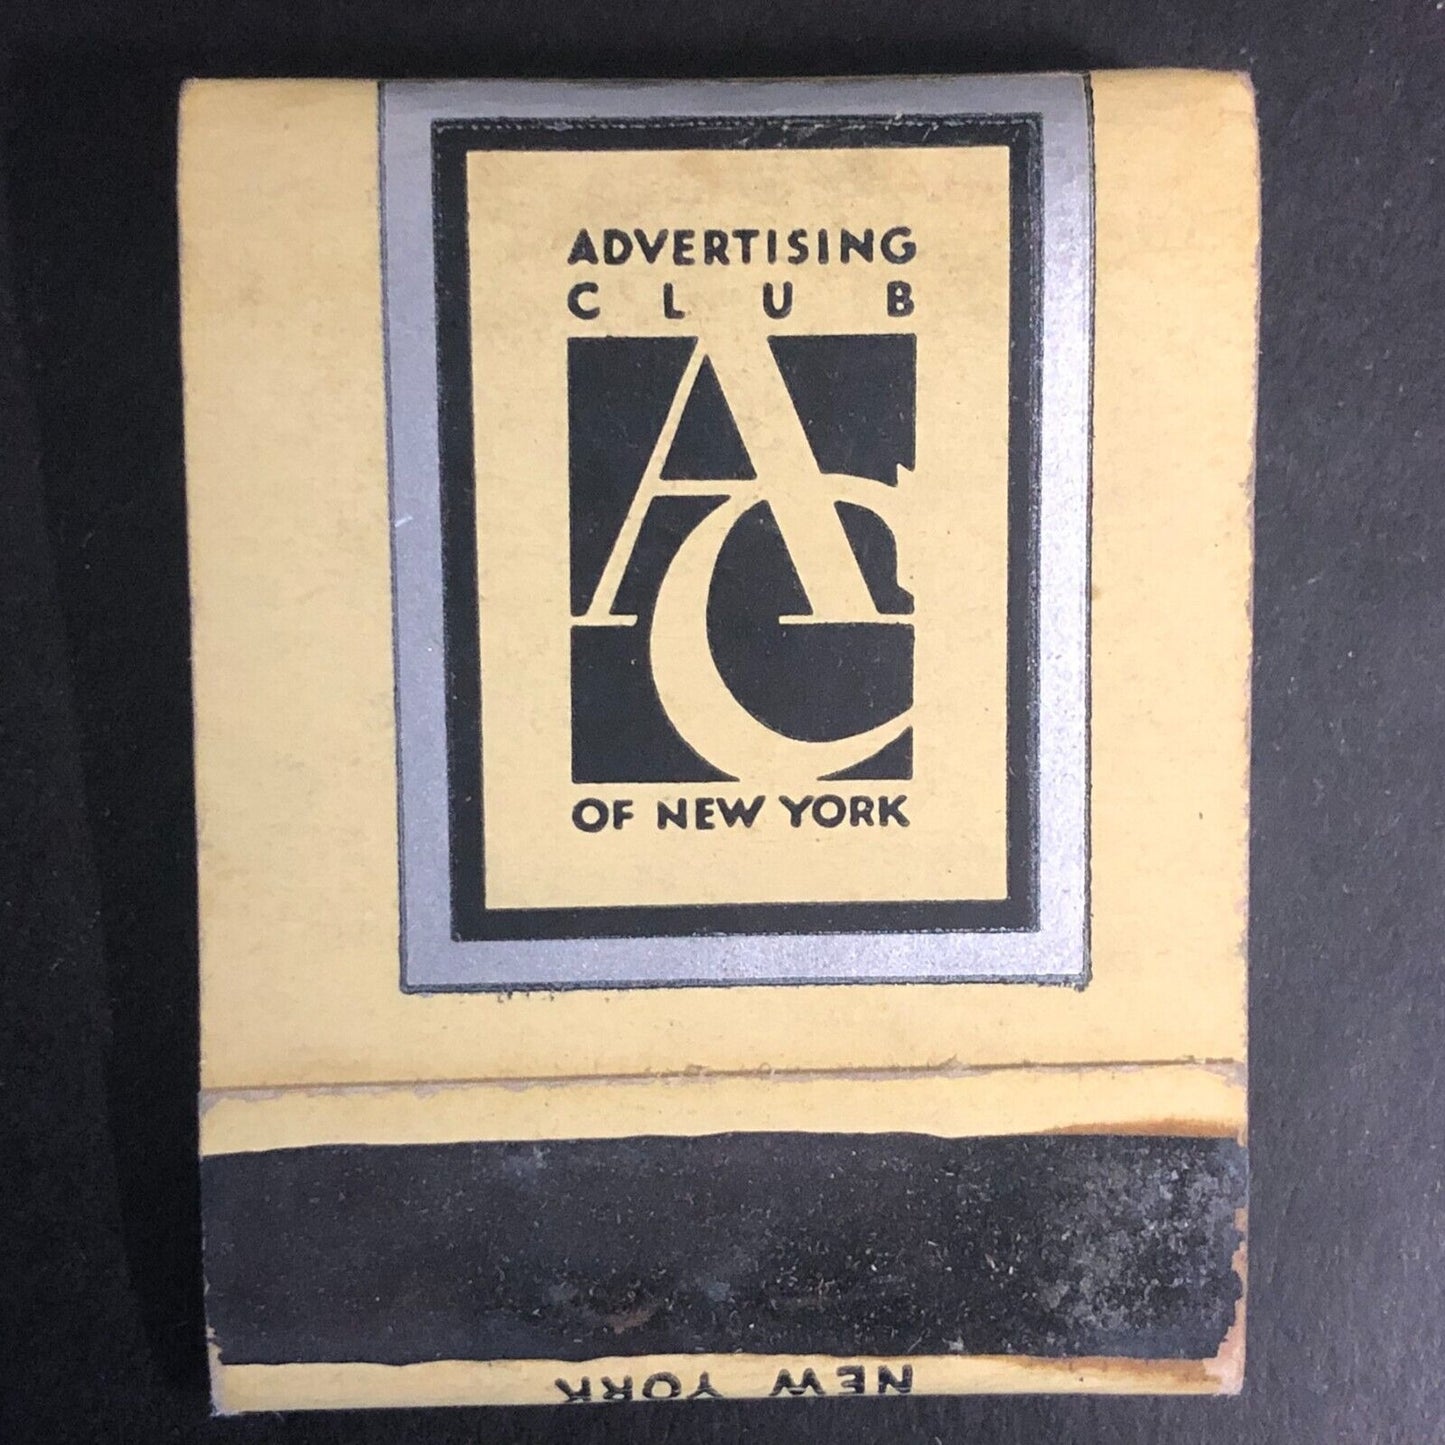 ADVERTISING
CLUB
AC
OF NEW YORK
NEW YORK